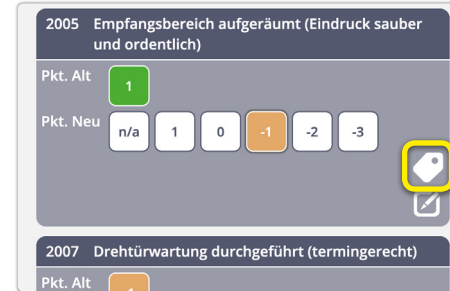 2005 Empfangsbereich aufgeräumt (Eindruck sauber
und ordentlich)
Pkt. Alt 1
Pkt. Neu n/a 1 0 -1 -2 -3
2007 Drehtürwartung durchgeführt (termingerecht)
Pkt. Alt -1